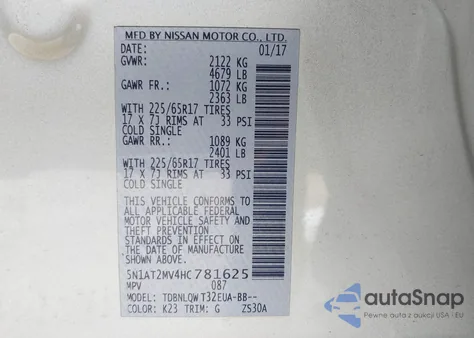 MFD BY NISSAN MOTOR CO., LTD.
DATE: 01/17
GVWR: 2122 KG
4679 LB
GAWR FR.: 1072 KG
2363 LB
WITH 225/65R17 TIRES
17 X 7J RIMS AT 33 PSI
COLD SINGLE
GAWR RR.: 1089 KG
2401 LB
WITH 225/65R17 TIRES
17 X 7J RIMS AT 33 PSI
COLD SINGLE
THIS VEHICLE CONFORMS TO
ALL APPLICABLE FEDERAL
MOTOR VEHICLE SAFETY
AND THEFT PREVENTION
STANDARDS IN EFFECT ON
THE DATE OF MANUFACTURE
SHOWN ABOVE.
5N1AT2MV4HC781625
MPV 087
MODEL: TDBNLQW T32EUA-BB--
COLOR: K23 TRIM: G ZS30A
autoSnap
Pewne auta z aukcji USA i EU